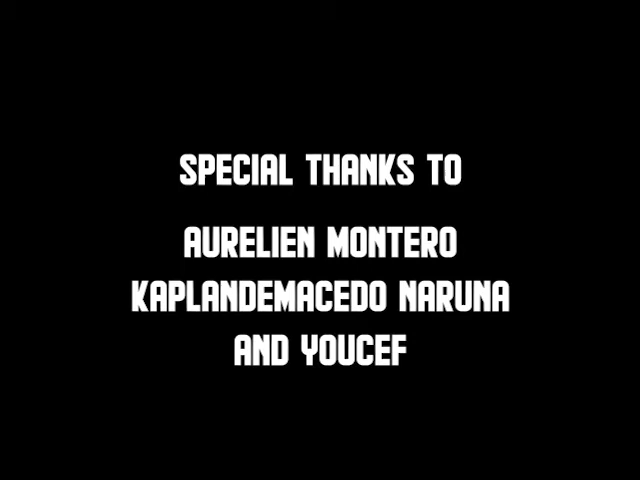 SPECIAL THANKS TO
AURELIEN MONTERO
KAPLANDEMACEDO NARUNA
AND YOUCEF